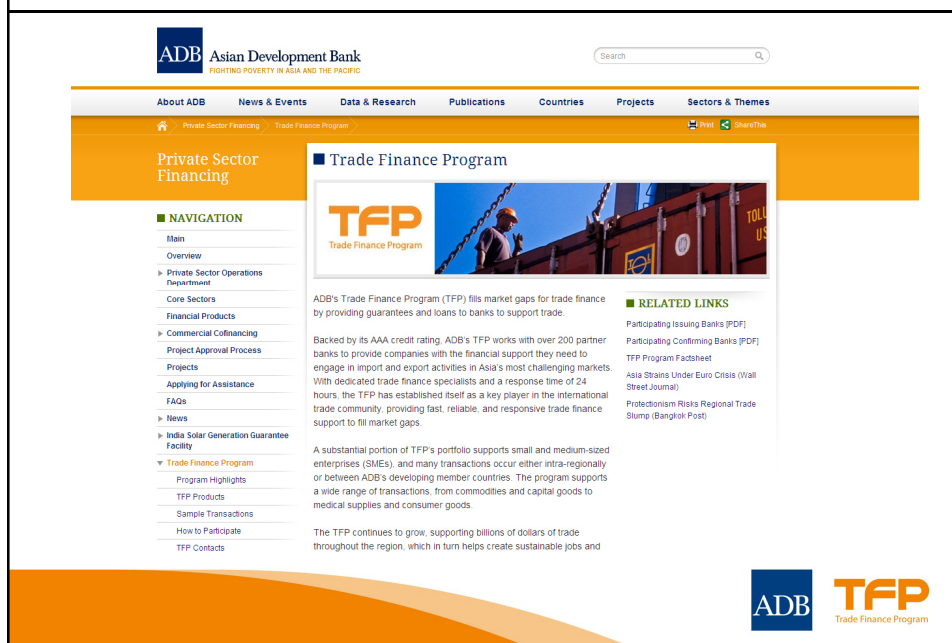 ADB Asian Development Bank
FIGHTING POVERTY IN ASIA AND THE PACIFIC
Search
About ADB News & Events Data & Research Publications Countries Projects Sectors & Themes
Private Sector Financing Trade Finance Program
Print ShareThis
Private Sector
Financing
NAVIGATION
Main
Overview
Private Sector Operations
Department
Core Sectors
Financial Products
Commercial Cofinancing
Project Approval Process
Projects
Applying for Assistance
FAQs
News
India Solar Generation Guarantee
Facility
Trade Finance Program
Program Highlights
TFP Products
Sample Transactions
How to Participate
TFP Contacts
Trade Finance Program
TFP
Trade Finance Program
TOLL
US
TOL
ADB's Trade Finance Program (TFP) fills market gaps for trade finance
by providing guarantees and loans to banks to support trade.
Backed by its AAA credit rating, ADB's TFP works with over 200 partner
banks to provide companies with the financial support they need to
engage in import and export activities in Asia's most challenging markets.
With dedicated trade finance specialists and a response time of 24
hours, the TFP has established itself as a key player in the international
trade community, providing fast, reliable, and responsive trade finance
support to fill market gaps.
A substantial portion of TFP's portfolio supports small and medium-sized
enterprises (SMEs), and many transactions occur either intra-regionally
or between ADB's developing member countries. The program supports
a wide range of transactions, from commodities and capital goods to
medical supplies and consumer goods.
The TFP continues to grow, supporting billions of dollars of trade
throughout the region, which in turn helps create sustainable jobs and
RELATED LINKS
Participating Issuing Banks [PDF]
Participating Confirming Banks [PDF]
TFP Program Factsheet
Asia Strains Under Euro Crisis (Wall
Street Journal)
Protectionism Risks Regional Trade
Slump (Bangkok Post)
ADB
TFP
Trade Finance Program